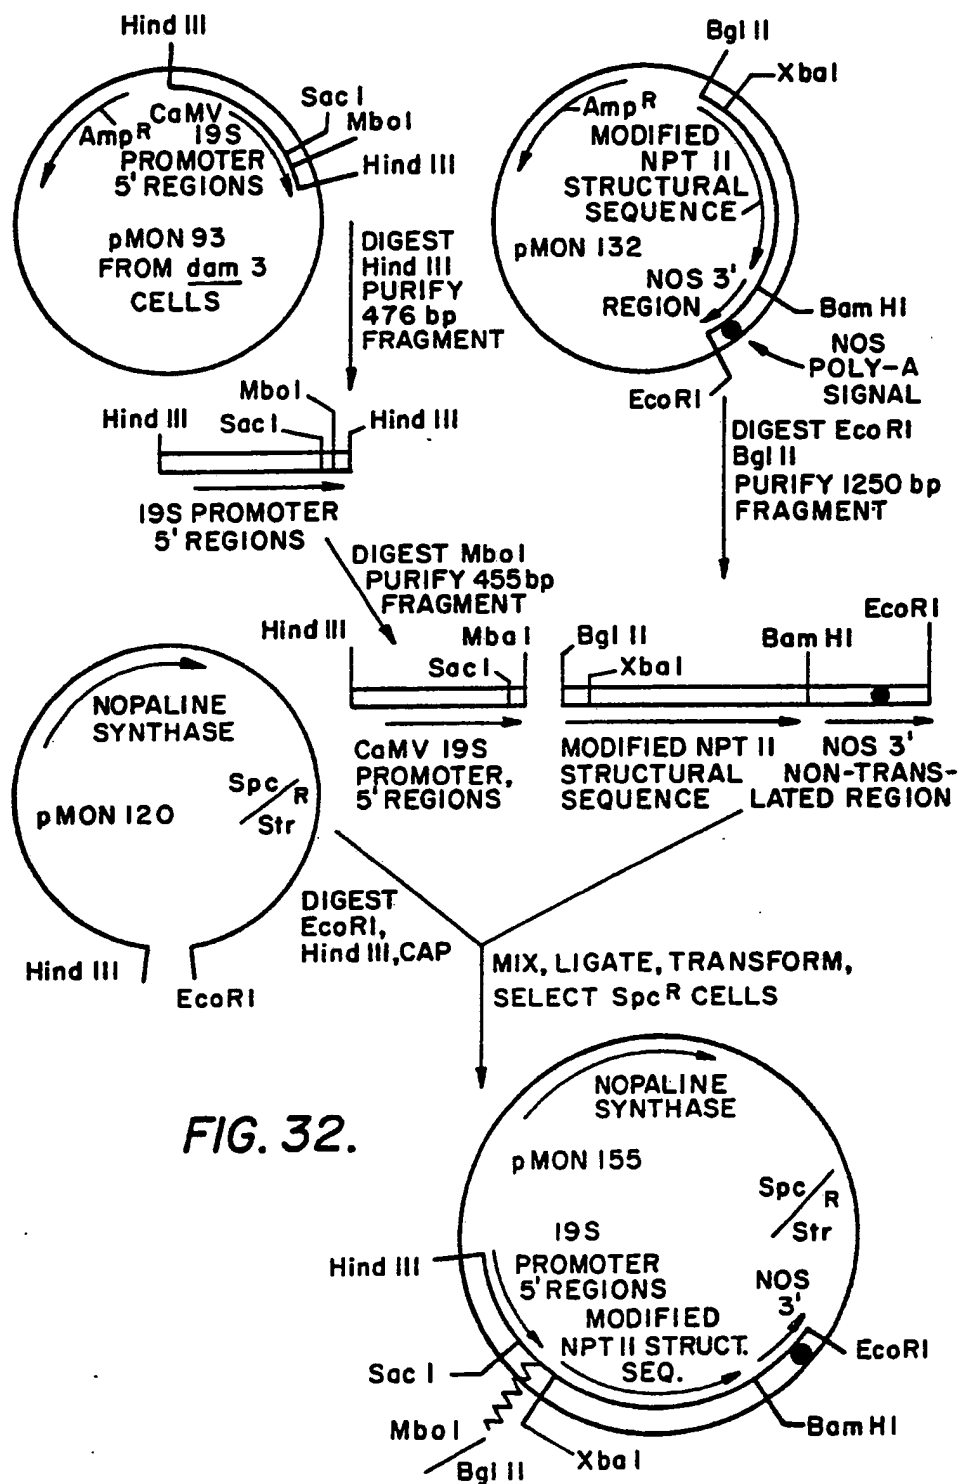 Hind III
Sac I
Mbo I
Hind III
Amp R
CaMV
19S
PROMOTER
5' REGIONS
pMON 93
FROM dam 3
CELLS
DIGEST
Hind III
PURIFY
476 bp
FRAGMENT
Bgl II
Xba I
Amp R
MODIFIED
NPT II
STRUCTURAL
SEQUENCE
pMON 132
NOS 3'
REGION
Bam HI
NOS
POLY-A
SIGNAL
EcoRI
DIGEST EcoRI
Bgl II
PURIFY 1250 bp
FRAGMENT
Hind III
Sac I
Mbo I
Hind III
19S PROMOTER
5' REGIONS
DIGEST Mbo I
PURIFY 455 bp
FRAGMENT
Hind III
Sac I
Mba I
CaMV 19S
PROMOTER,
5' REGIONS
Bgl II
Xba I
Bam HI
EcoRI
MODIFIED NPT II
STRUCTURAL
SEQUENCE
NOS 3'
NON-TRANS-
LATED REGION
NOPALINE
SYNTHASE
pMON 120
Spc R
Str
Hind III
EcoRI
DIGEST
EcoRI,
Hind III, CAP
MIX, LIGATE, TRANSFORM,
SELECT Spc R CELLS
FIG. 32.
NOPALINE
SYNTHASE
pMON 155
Spc R
Str
Hind III
19S
PROMOTER
5' REGIONS
MODIFIED
NPT II STRUCT.
SEQ.
NOS
3'
EcoRI
Sac I
Mbo I
Bgl II
Xba I
Bam HI